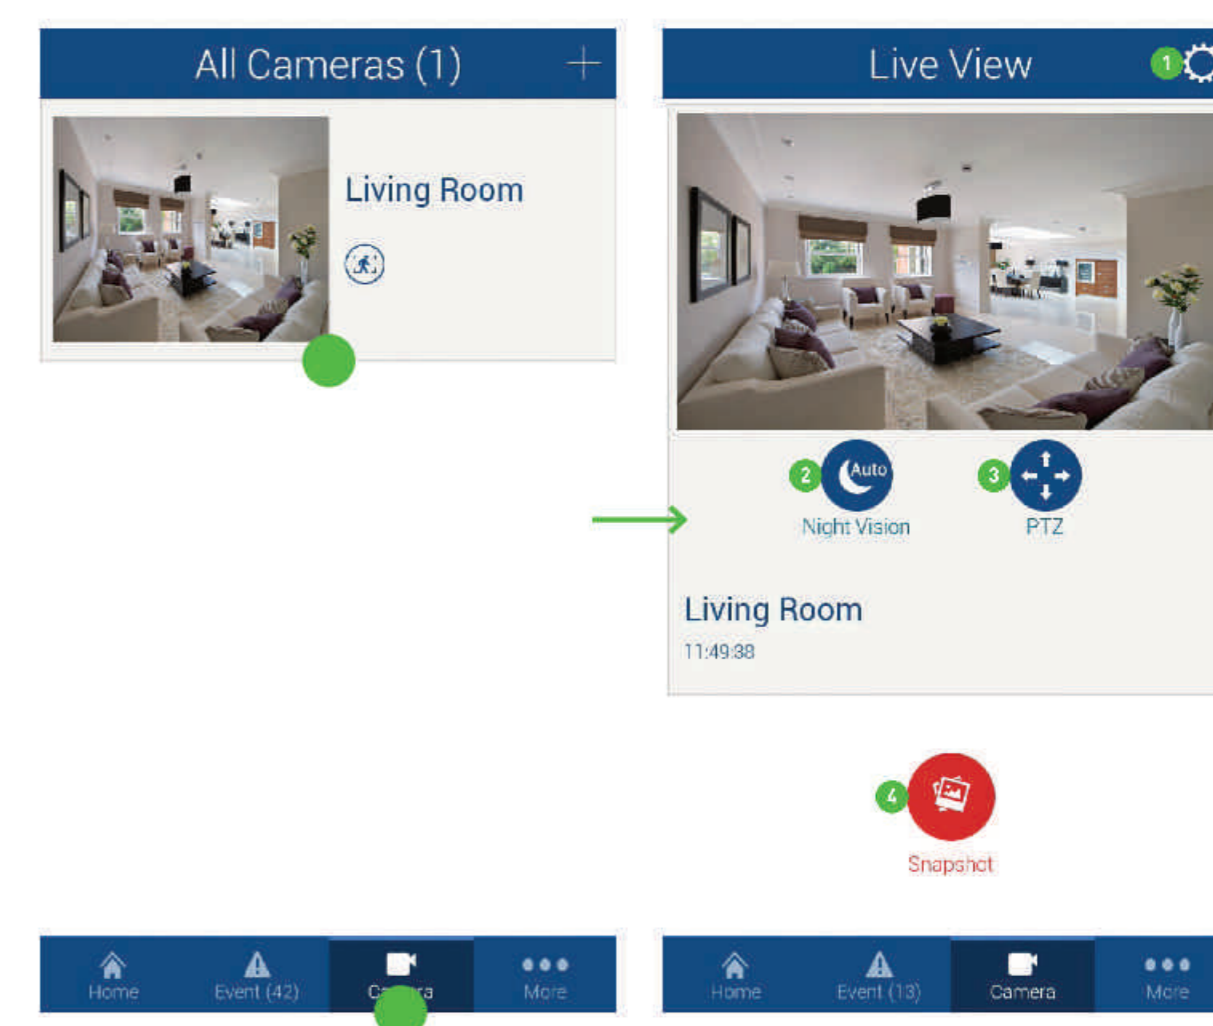 All Cameras (1) +
Living Room
Home
Event (42)
More
Live View
1
2
Auto
3
Night Vision
PTZ
Living Room
11:49:38
4
Snapshot
Home
Event (13)
Camera
More